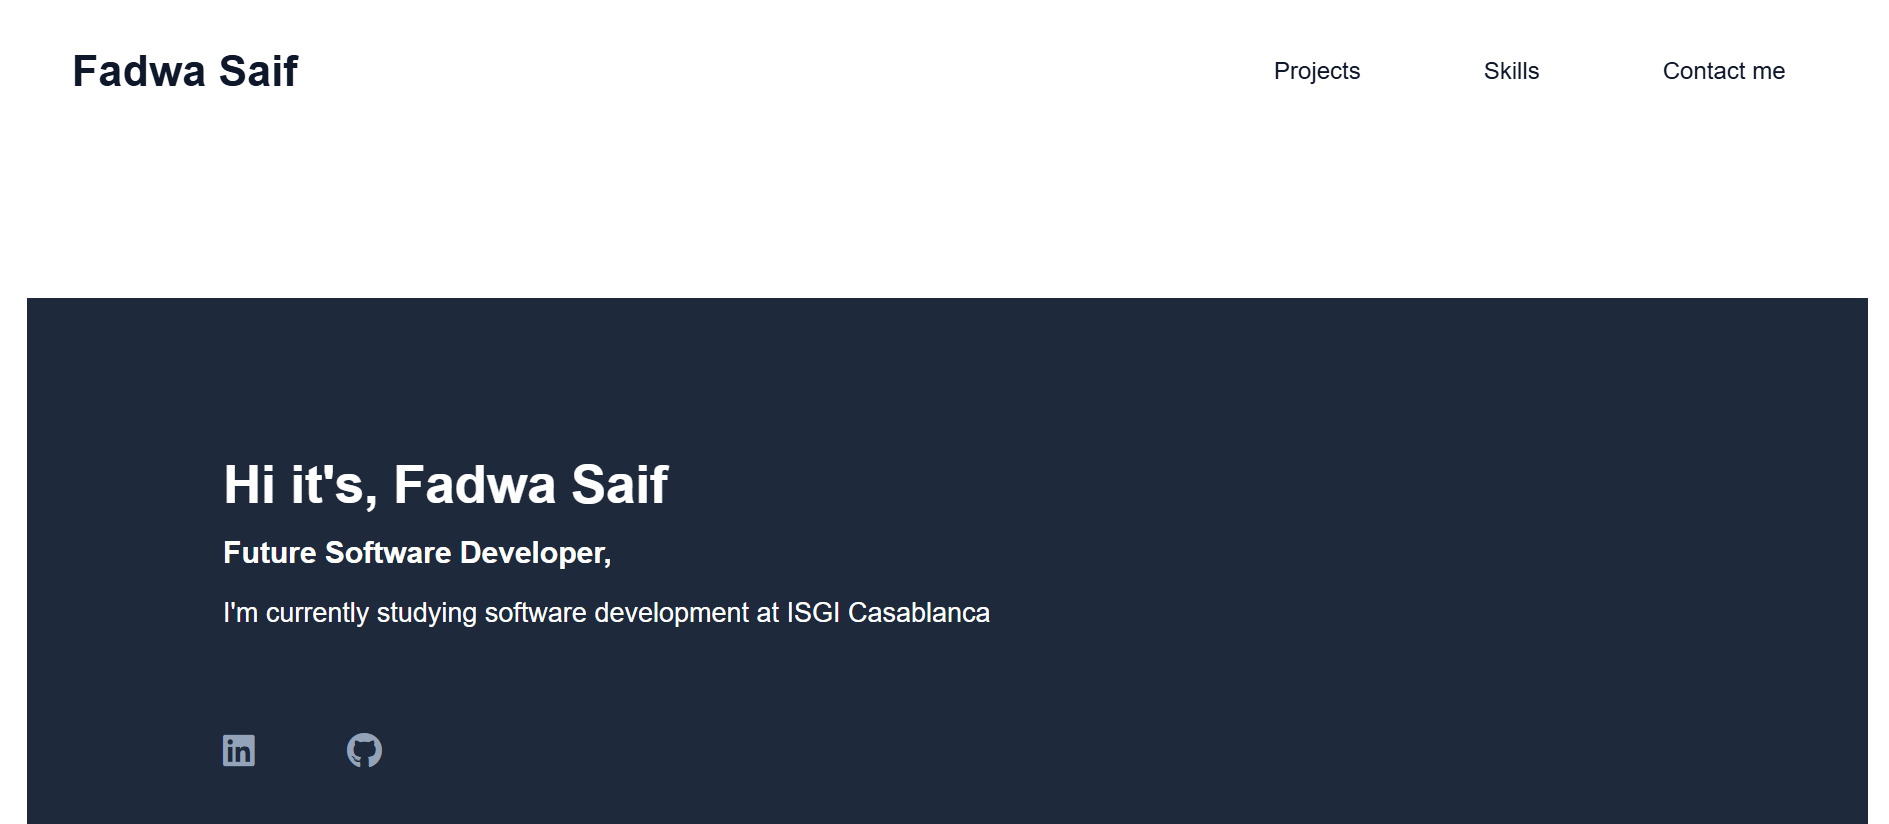 Fadwa Saif
Projects Skills Contact me
Hi it's, Fadwa Saif
Future Software Developer,
I'm currently studying software development at ISGI Casablanca
in